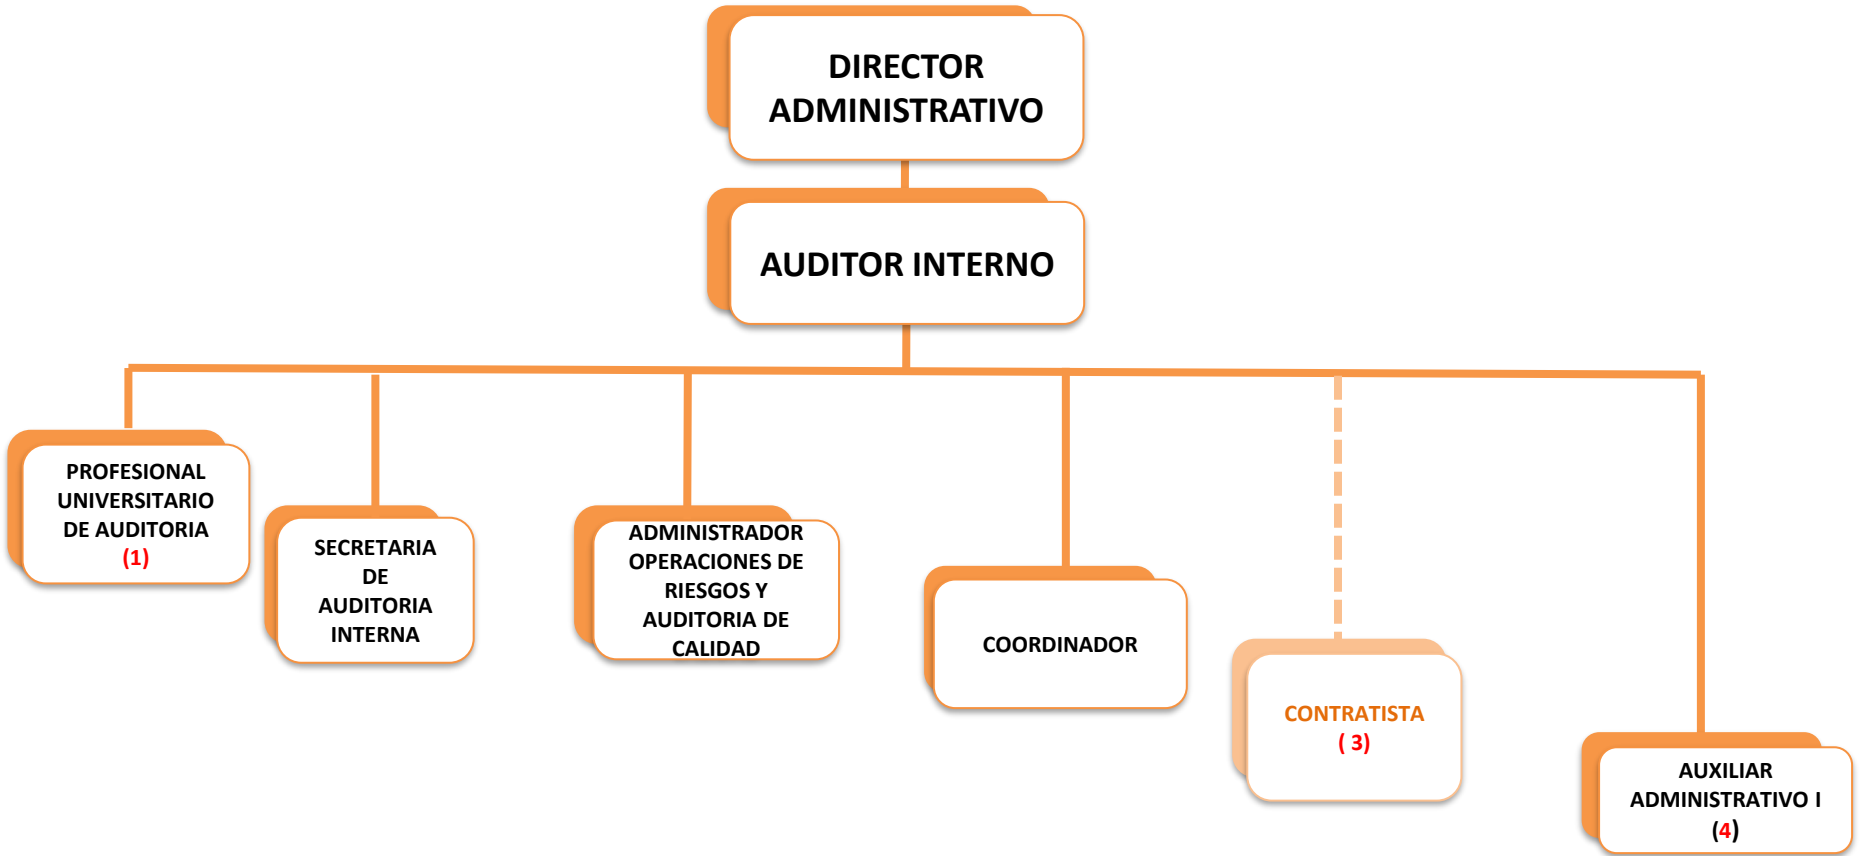 DIRECTOR
ADMINISTRATIVO
AUDITOR INTERNO
PROFESIONAL
UNIVERSITARIO
DE AUDITORIA
(1)
SECRETARIA
DE
AUDITORIA
INTERNA
ADMINISTRADOR
OPERACIONES DE
RIESGOS Y
AUDITORIA DE
CALIDAD
COORDINADOR
CONTRATISTA
( 3)
AUXILIAR
ADMINISTRATIVO I
(4)